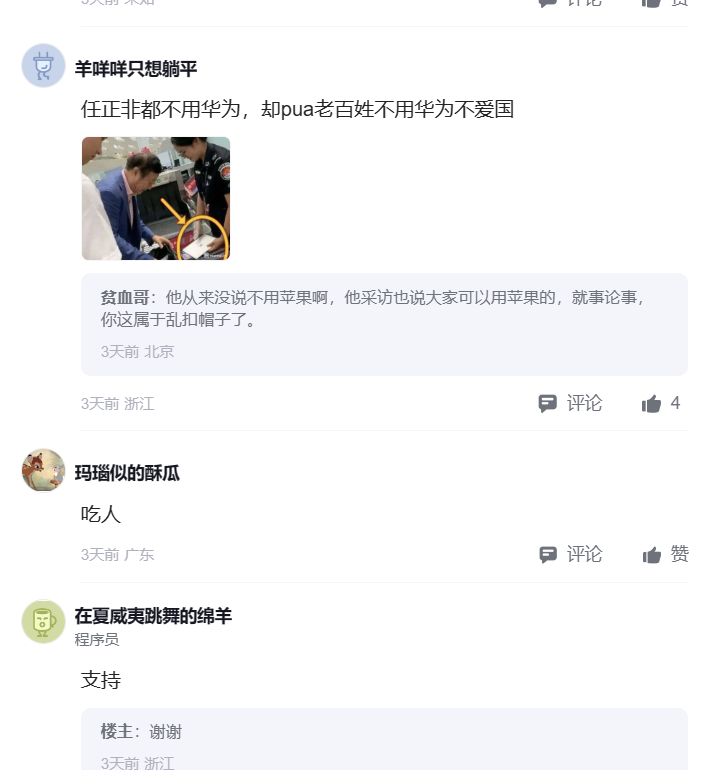 3天前 未知
评论
赞
羊咩咩只想躺平
任正非都不用华为，却pua老百姓不用华为不爱国
贫血哥：他从来没说不用苹果啊，他采访也说大家可以用苹果的，就事论事，
你这属于乱扣帽子了。
3天前 北京
3天前 浙江
评论
4
玛瑙似的酥瓜
吃人
3天前 广东
评论
赞
在夏威夷跳舞的绵羊
程序员
支持
楼主：谢谢
3天前 浙江